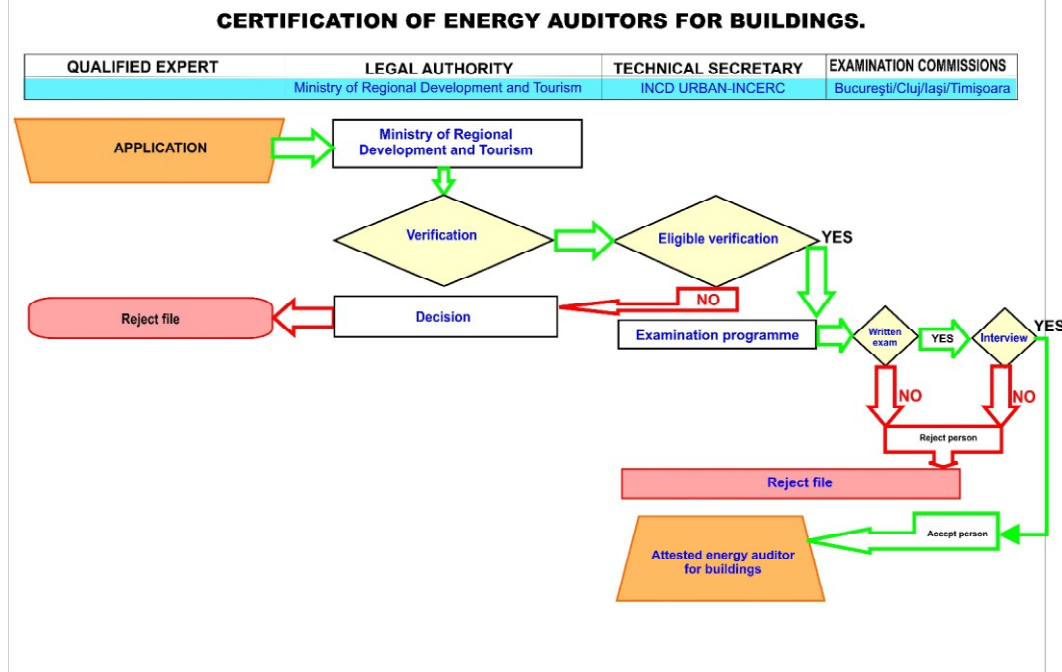 CERTIFICATION OF ENERGY AUDITORS FOR BUILDINGS.
QUALIFIED EXPERT
LEGAL AUTHORITY
TECHNICAL SECRETARY
EXAMINATION COMMISSIONS
Ministry of Regional Development and Tourism
INCD URBAN-INCERC
Bucureşti/Cluj/Iaşi/Timişoara
APPLICATION
Ministry of Regional
Development and Tourism
Verification
Eligible verification
YES
NO
Reject file
Decision
Examination programme
Written
exam
YES
Interview
YES
NO
NO
Reject person
Reject file
Accept person
Attested energy auditor
for buildings